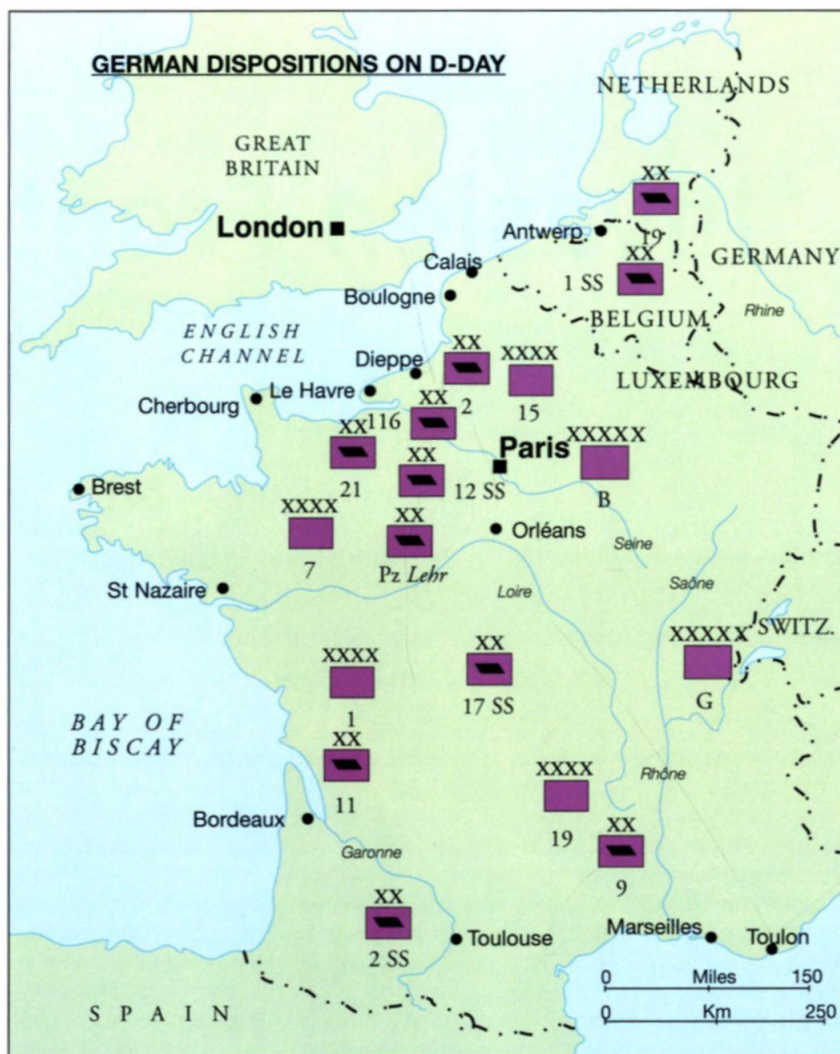 GERMAN DISPOSITIONS ON D-DAY
NETHERLANDS
GREAT
BRITAIN
XX
London
Antwerp
19
XX
GERMANY
Calais
1 SS
Boulogne
Rhine
BELGIUM
ENGLISH
CHANNEL
Dieppe
XX
XXXX
LUXEMBOURG
Le Havre
Cherbourg
XX
2
15
116
XX
Paris
XXXXX
XX
Brest
21
12 SS
B
XXXX
XX
Orléans
Seine
7
Pz Lehr
St Nazaire
Loire
Saône
SWITZ.
XXXXX
XX
XXXX
17 SS
G
1
BAY OF
BISCAY
XX
XXXX
Rhône
11
Bordeaux
XX
19
Garonne
9
XX
Marseilles
Toulouse
Toulon
2 SS
0 Miles 150
SPAIN
0 Km 250